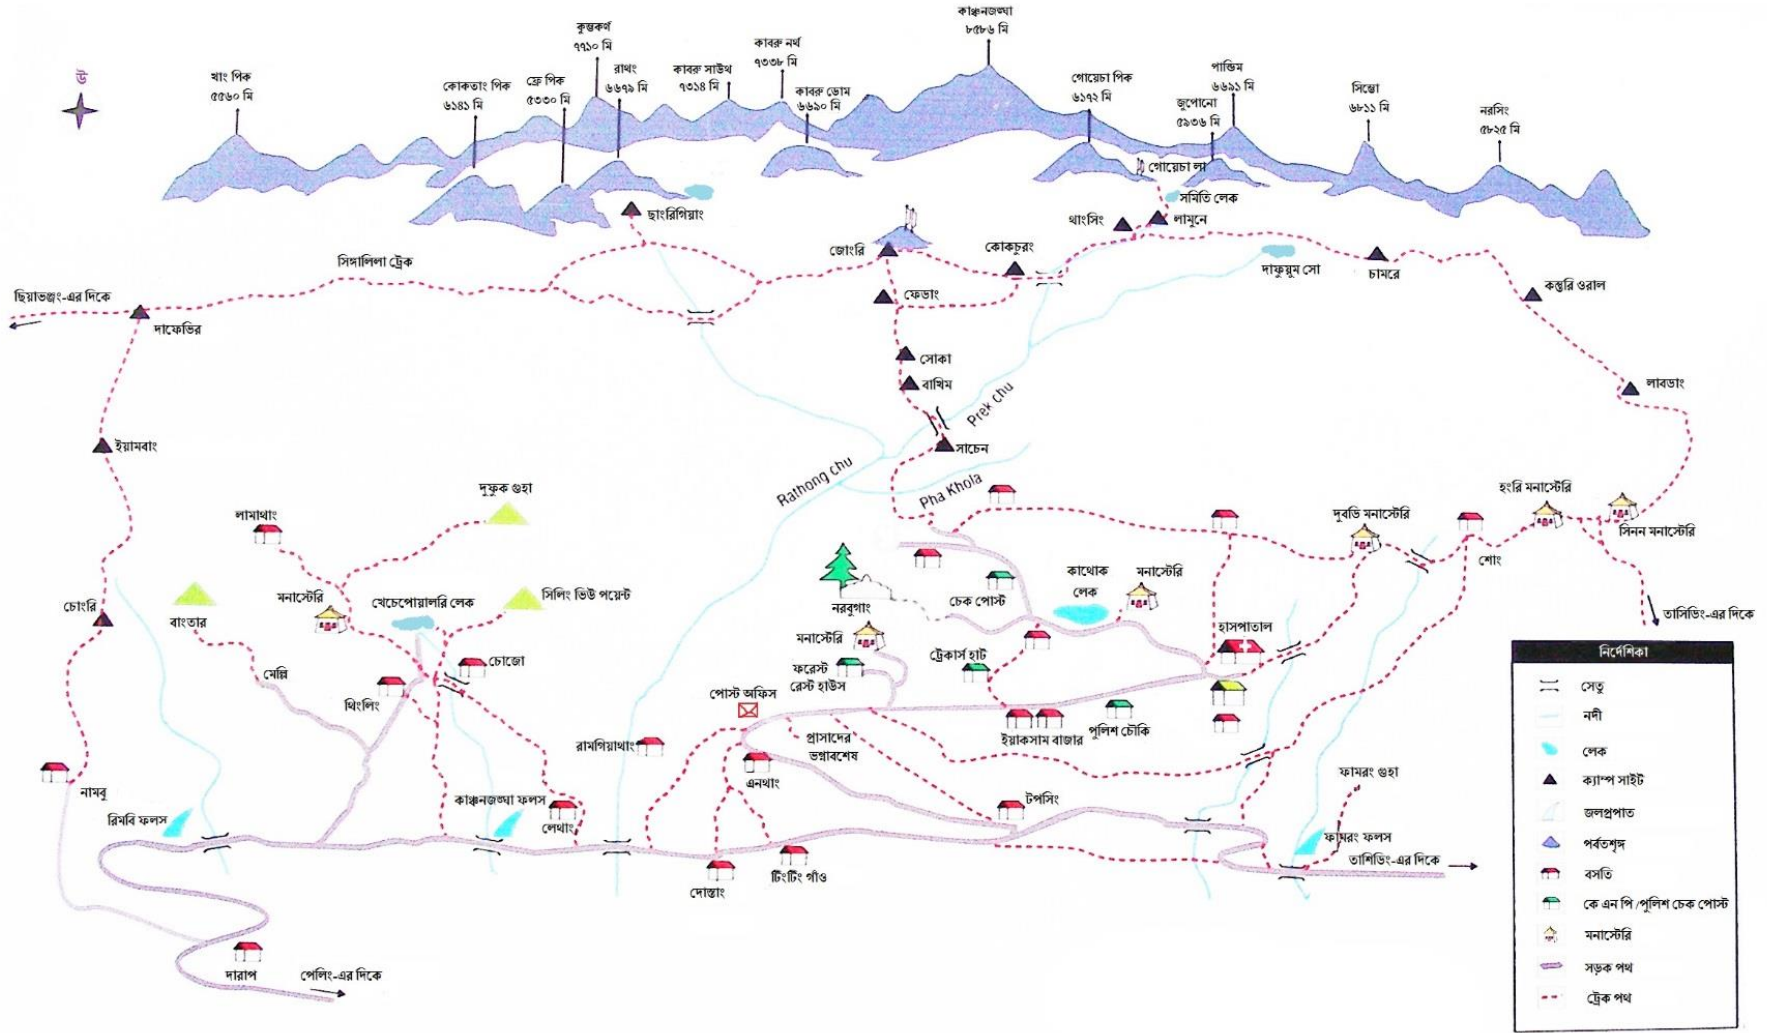 উ
খাং পিক
৫৫৬০ মি
কোকতাং পিক
৬১৪১ মি
ফ্রে পিক
৫৩৩০ মি
কুম্ভকর্ণ
৭৭১০ মি
রাথং
৬৬৭৯ মি
কাবরু সাউথ
৭৩১৪ মি
কাবরু নর্থ
৭৩৩৮ মি
কাবরু ডোম
৬৬৯০ মি
কাঞ্চনজঙ্ঘা
৮৫৮৬ মি
গোয়েচা পিক
৬১৭২ মি
জুপোনো
৫৯৩৬ মি
পান্ডিম
৬৬৯১ মি
সিম্ভো
৬৮১১ মি
নরসিং
৫৮২৫ মি
গোয়েচা লা
সমিতি লেক
লামুনে
থাংসিং
ছাংরিগিয়াং
জোংরি
কোকচুরং
দাফুয়ুম সো
চামরে
কস্তুরি ওরাল
সিঙ্গালিলা ট্রেক
ছিয়াভঞ্জং-এর দিকে
দাফেভির
ফেডাং
সোকা
বাখিম
Prek chu
সাচেন
লাবডাং
ইয়ামবাং
Rathong chu
Pha Khola
দুফুক গুহা
লামাথাং
হংরি মনাস্টেরি
দুবডি মনাস্টেরি
সিনন মনাস্টেরি
শোং
চোংরি
বাংতার
মনাস্টেরি
খেচেপোয়ালরি লেক
সিলিং ভিউ পয়েন্ট
নরবুগাং
চেক পোস্ট
কাথোক
লেক
মনাস্টেরি
তাসিডিং-এর দিকে
মনাস্টেরি
ফরেস্ট
রেস্ট হাউস
ট্রেকার্স হাট
হাসপাতাল
মেল্লি
চোজো
থিংলিং
পোস্ট অফিস
প্রাসাদের
ভগ্নাবশেষ
ইয়াকসাম বাজার
পুলিশ চৌকি
রামগিয়াথাং
এনথাং
ফামরং গুহা
নামবু
রিমবি ফলস
কাঞ্চনজঙ্ঘা ফলস
লেথাং
টপসিং
ফামরং ফলস
তাশিডিং-এর দিকে
দোস্তাং
টিংটিং গাঁও
দারাপ
পেলিং-এর দিকে
নির্দেশিকা
সেতু
নদী
লেক
ক্যাম্প সাইট
জলপ্রপাত
পর্বতশৃঙ্গ
বসতি
কে এন পি /পুলিশ চেক পোস্ট
মনাস্টেরি
সড়ক পথ
ট্রেক পথ